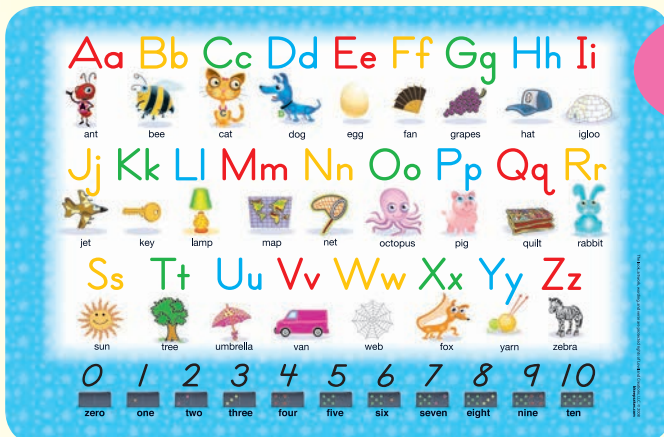 Aa Bb Cc Dd Ee Ff Gg Hh Ii
ant bee cat dog egg fan grapes hat igloo
Jj Kk Ll Mm Nn Oo Pp Qq Rr
jet key lamp map net octopus pig quilt rabbit
Ss Tt Uu Vv Ww Xx Yy Zz
sun tree umbrella van web fox yarn zebra
0 1 2 3 4 5 6 7 8 9 10
zero one two three four five six seven eight nine ten